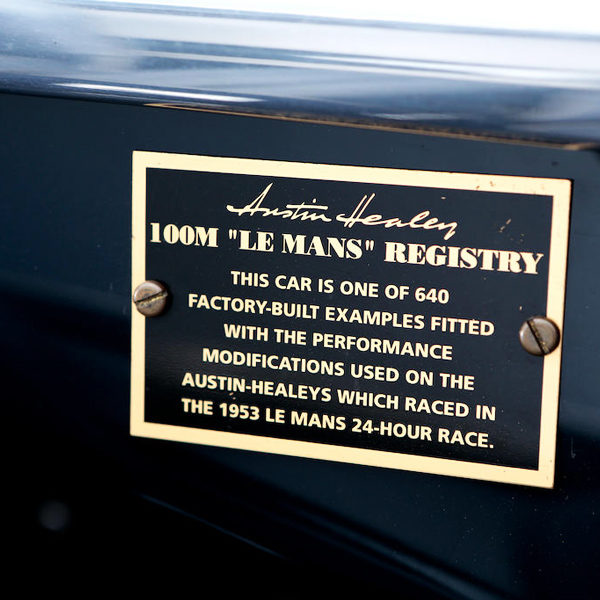 Austin Healey
100M "LE MANS" REGISTRY
THIS CAR IS ONE OF 640
FACTORY-BUILT EXAMPLES FITTED
WITH THE PERFORMANCE
MODIFICATIONS USED ON THE
AUSTIN-HEALEYS WHICH RACED IN
THE 1953 LE MANS 24-HOUR RACE.